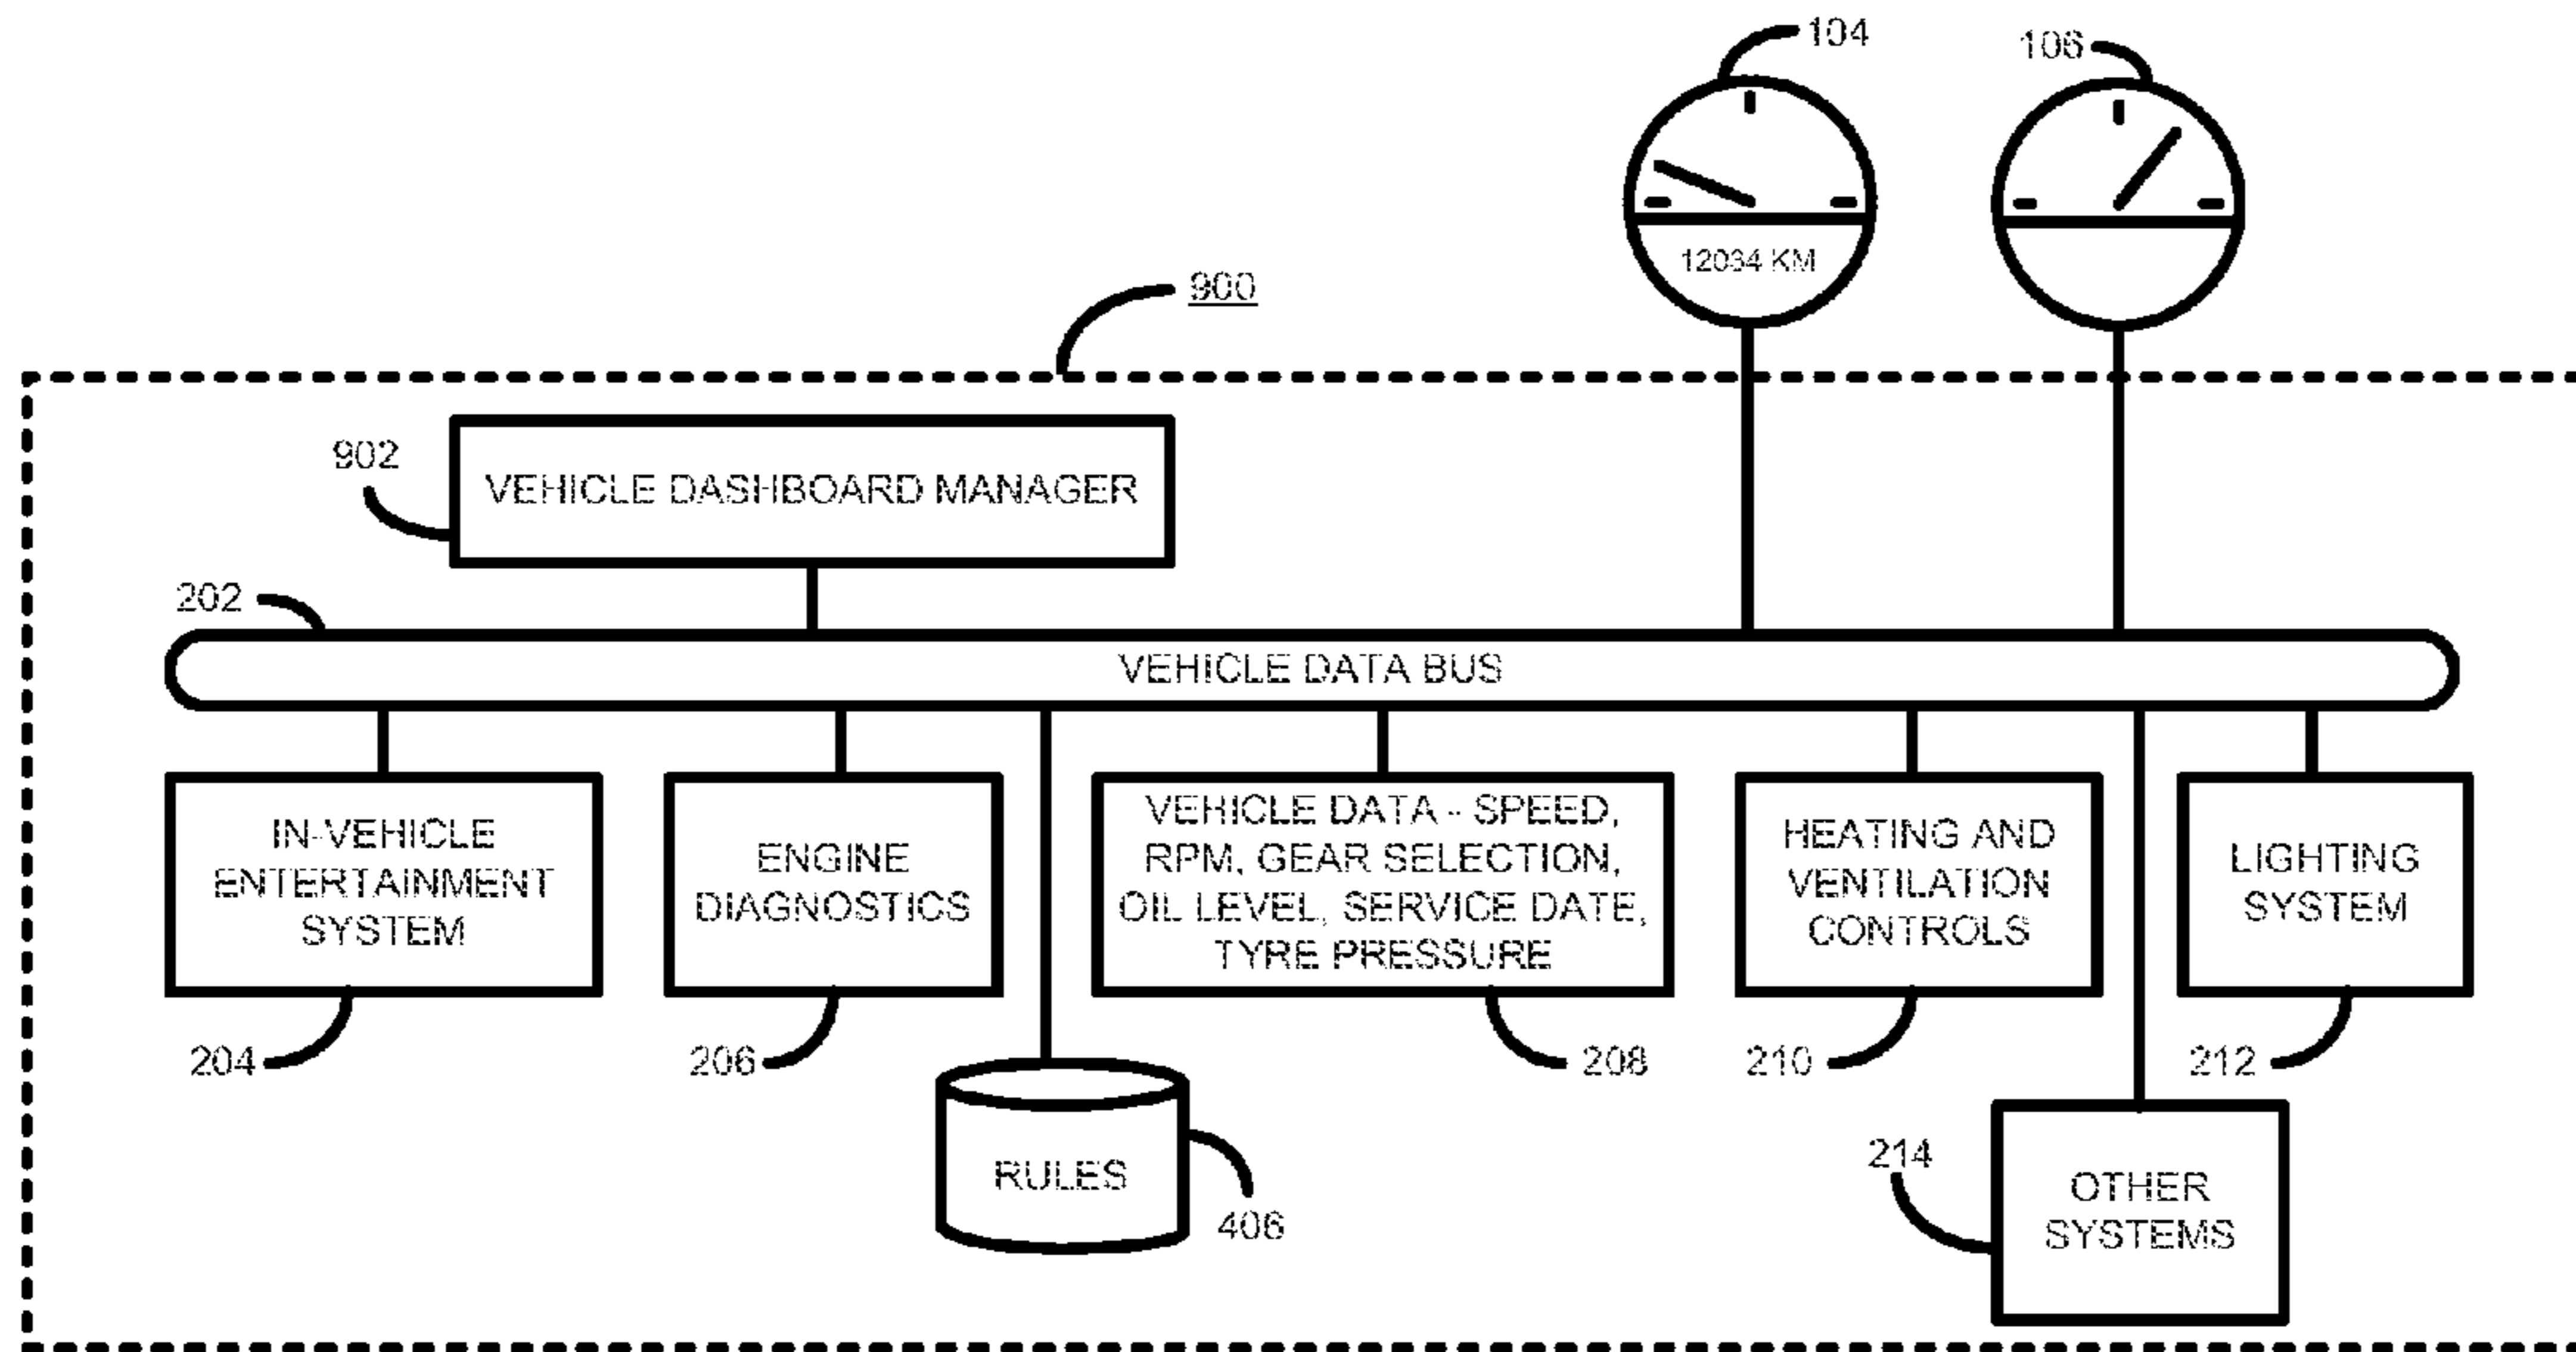 104
106
12034 KM
900
902
VEHICLE DASHBOARD MANAGER
202
VEHICLE DATA BUS
IN-VEHICLE
ENTERTAINMENT
SYSTEM
ENGINE
DIAGNOSTICS
VEHICLE DATA - SPEED,
RPM, GEAR SELECTION,
OIL LEVEL, SERVICE DATE,
TYRE PRESSURE
HEATING AND
VENTILATION
CONTROLS
LIGHTING
SYSTEM
204
206
208
210
212
RULES
406
214
OTHER
SYSTEMS